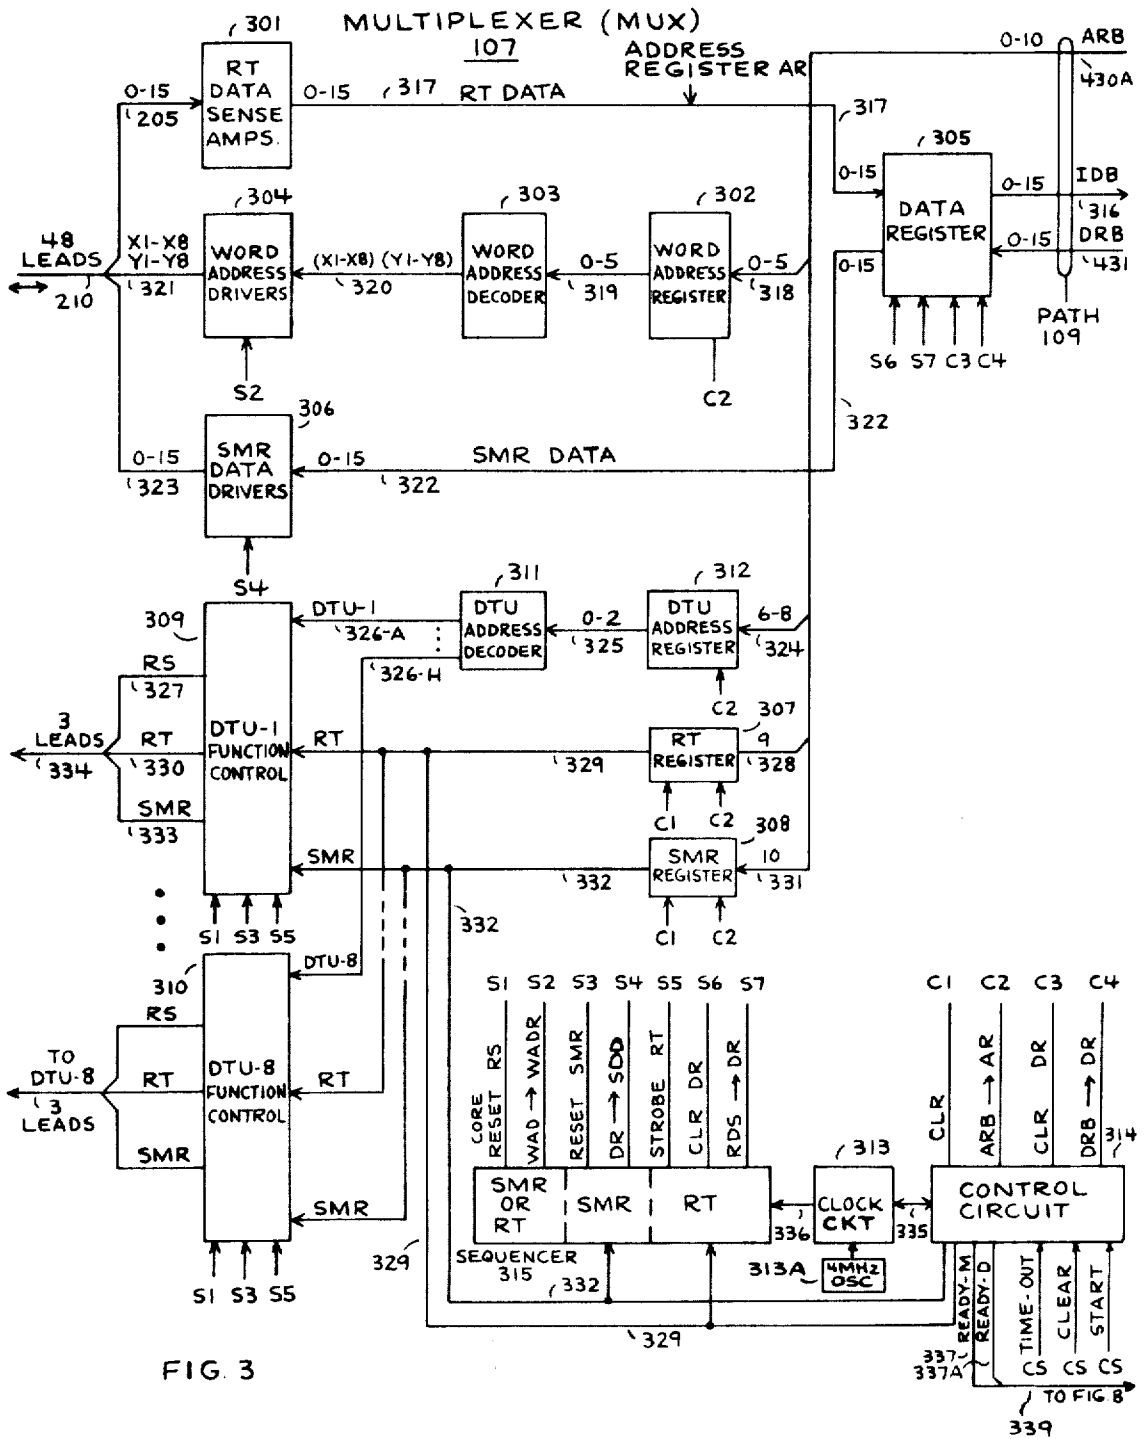 MULTIPLEXER (MUX)
107
301
RT
DATA
SENSE
AMPS.
0-15
205
0-15
317
RT DATA
ADDRESS
REGISTER AR
0-10
ARB
430A
317
305
0-15
DATA
REGISTER
0-15
IDB
316
0-15
DRB
431
0-15
S6 S7 C3 C4
PATH
109
48
LEADS
210
X1-X8
Y1-Y8
321
304
WORD
ADDRESS
DRIVERS
S2
(X1-X8) (Y1-Y8)
320
303
WORD
ADDRESS
DECODER
0-5
319
302
WORD
ADDRESS
REGISTER
C2
0-5
318
322
306
SMR
DATA
DRIVERS
S4
0-15
323
0-15
322
SMR DATA
309
DTU-1
FUNCTION
CONTROL
DTU-1
326-A
326-H
311
DTU
ADDRESS
DECODER
0-2
325
312
DTU
ADDRESS
REGISTER
C2
6-8
324
RS
327
3
LEADS
334
RT
330
SMR
333
RT
329
307
RT
REGISTER
9
328
C1 C2
308
SMR
REGISTER
10
331
C1 C2
SMR
332
332
S1 S3 S5
310
DTU-8
FUNCTION
CONTROL
DTU-8
RS
TO
DTU-8
3
LEADS
RT
SMR
RT
SMR
S1 S3 S5
329
S1 S2 S3 S4 S5 S6 S7
CORE
RESET RS
WAD → WADR
RESET SMR
DR → SDD
STROBE RT
CLR DR
RDS → DR
SMR
OR
RT
SMR
RT
SEQUENCER
315
336
313
CLOCK
CKT
313A
4MHz
OSC
335
C1 C2 C3 C4
CLR
ARB → AR
CLR DR
DRB → DR
314
CONTROL
CIRCUIT
332
329
READY-M
READY-D
TIME-OUT
CLEAR
START
337
337A
CS CS CS
TO FIG. 8
339
FIG. 3